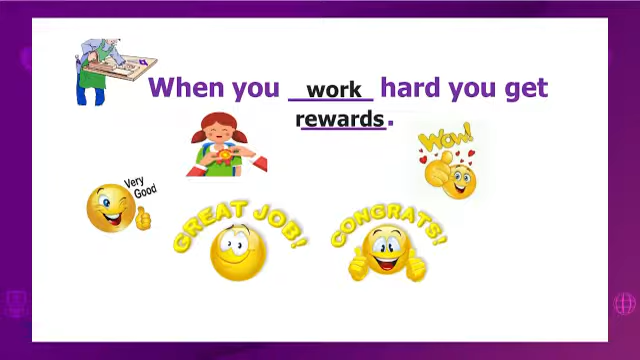 When you work hard you get
rewards.
Wow!
Very
Good
GREAT JOB!
CONGRATS!